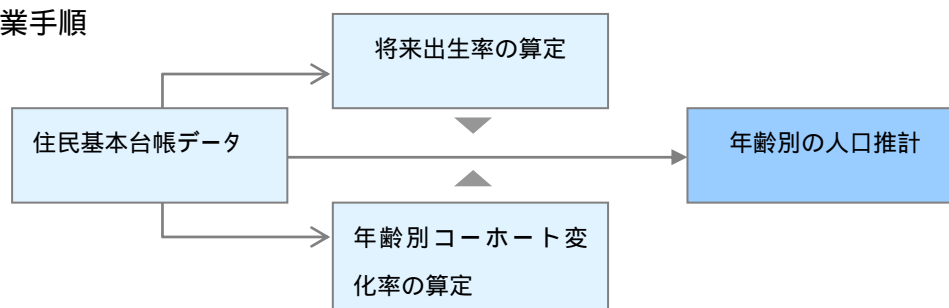 業手順
将来出生率の算定
住民基本台帳データ
年齢別の人口推計
年齢別コーホート変
化率の算定